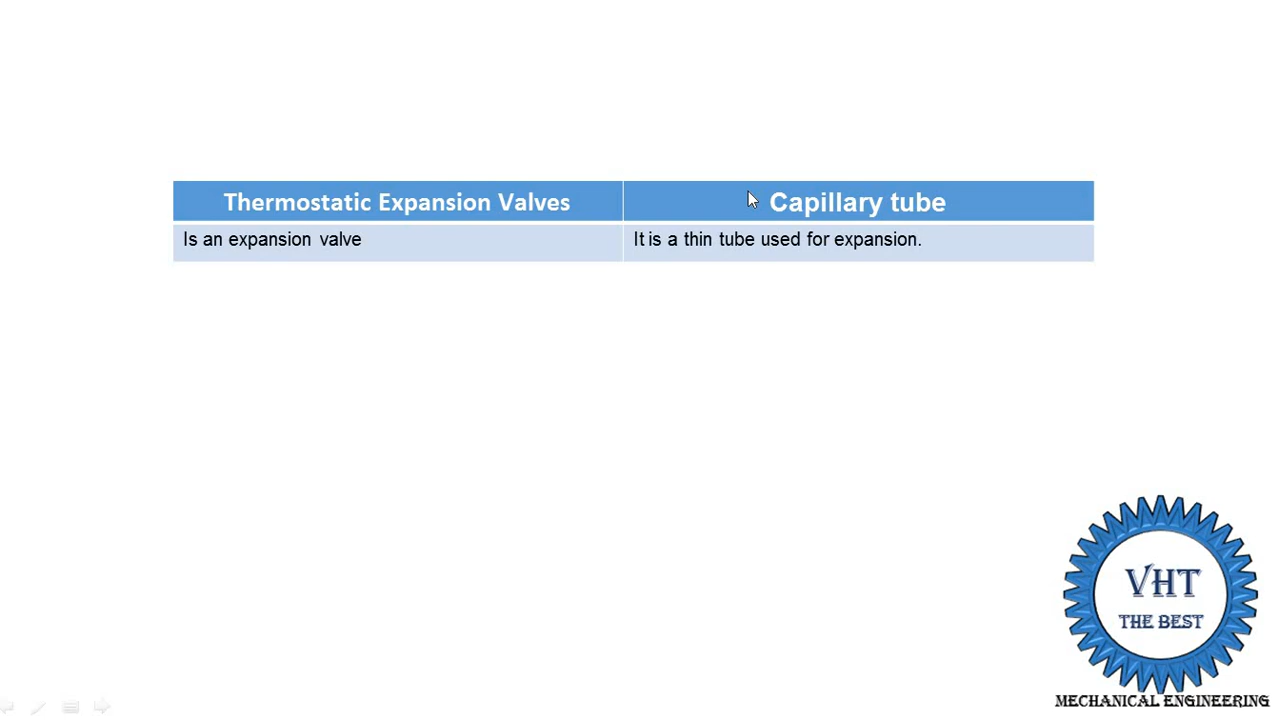 Thermostatic Expansion Valves
Capillary tube
Is an expansion valve
It is a thin tube used for expansion.
VHT
THE BEST
MECHANICAL ENGINEERING